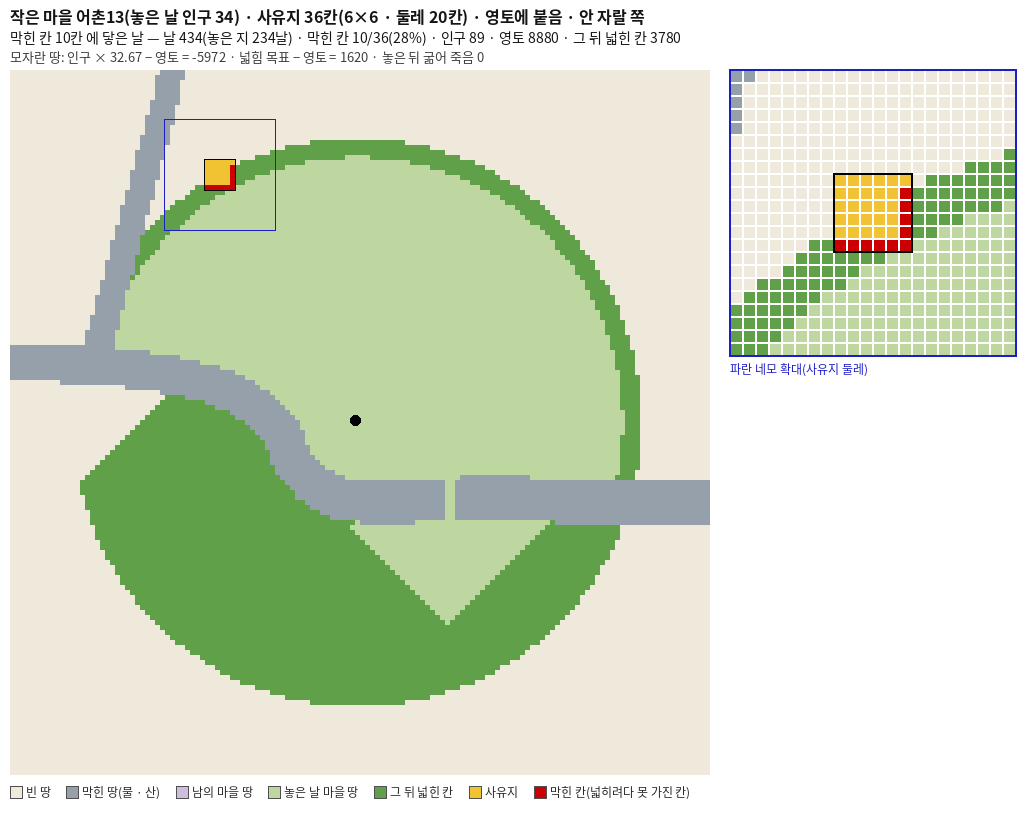 작은 마을 어촌13(놓은 날 인구 34) · 사유지 36칸(6×6 · 둘레 20칸) · 영토에 붙음 · 안 자랄 쪽
막힌 칸 10칸 에 닿은 날 — 날 434(놓은 지 234날) · 막힌 칸 10/36(28%) · 인구 89 · 영토 8880 · 그 뒤 넓힌 칸 3780
모자란 땅: 인구 × 32.67 − 영토 = -5972 · 넓힘 목표 − 영토 = 1620 · 놓은 뒤 굶어 죽음 0
파란 네모 확대(사유지 둘레)
빈 땅
막힌 땅(물 · 산)
남의 마을 땅
놓은 날 마을 땅
그 뒤 넓힌 칸
사유지
막힌 칸(넓히려다 못 가진 칸)